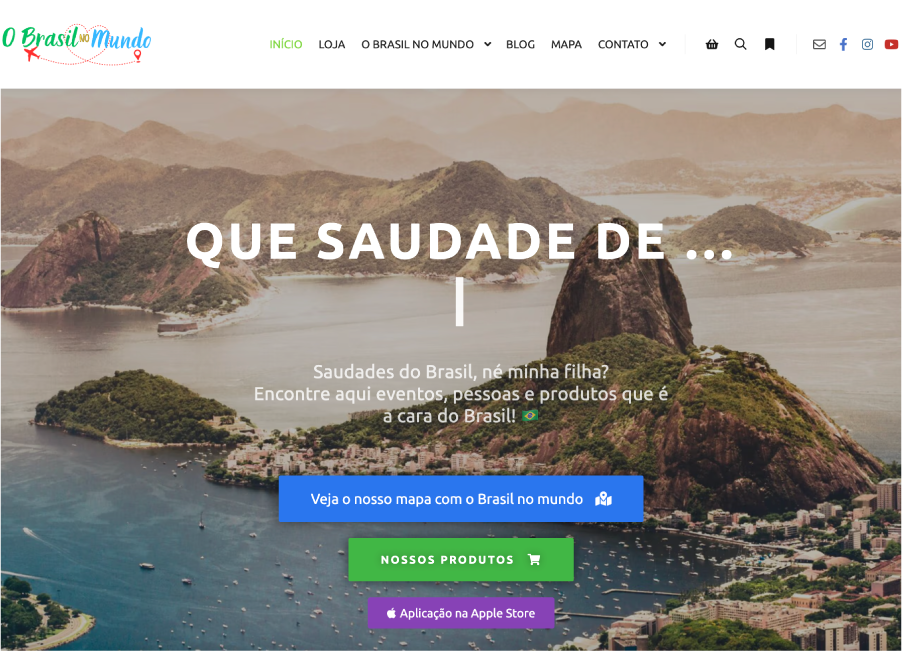 O Brasil NO Mundo
INÍCIO LOJA O BRASIL NO MUNDO BLOG MAPA CONTATO
QUE SAUDADE DE ...
Saudades do Brasil, né minha filha?
Encontre aqui eventos, pessoas e produtos que é
a cara do Brasil! 🇧🇷
Veja o nosso mapa com o Brasil no mundo
NOSSOS PRODUTOS
Aplicação na Apple Store